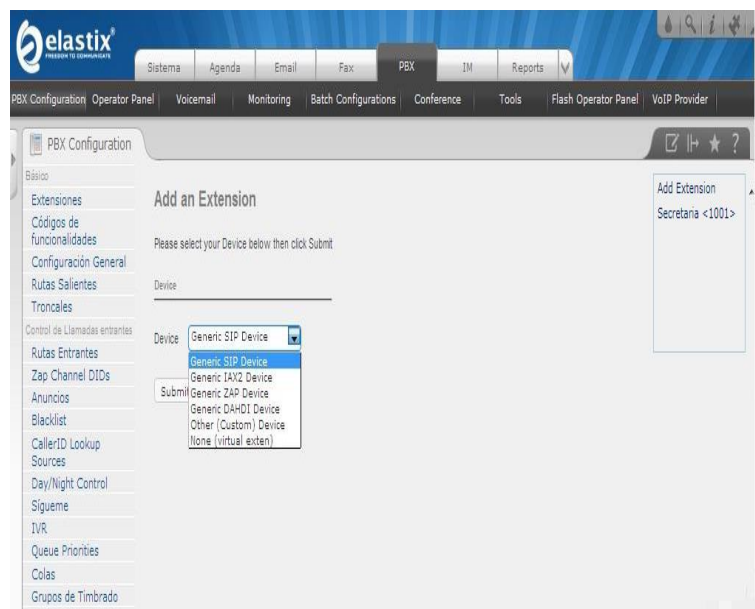 elastix®
FREEDOM TO COMMUNICATE
Sistema Agenda Email Fax PBX IM Reports
PBX Configuration Operator Panel Voicemail Monitoring Batch Configurations Conference Tools Flash Operator Panel VoIP Provider
PBX Configuration
Básico
Extensiones
Códigos de
funcionalidades
Configuración General
Rutas Salientes
Troncales
Control de Llamadas entrantes
Rutas Entrantes
Zap Channel DIDs
Anuncios
Blacklist
CallerID Lookup
Sources
Day/Night Control
Sígueme
IVR
Queue Priorities
Colas
Grupos de Timbrado
Add an Extension
Please select your Device below then click Submit
Device
Device Generic SIP Device
Generic SIP Device
Generic IAX2 Device
Generic ZAP Device
Generic DAHDI Device
Other (Custom) Device
None (virtual exten)
Submit
Add Extension
Secretaria <1001>